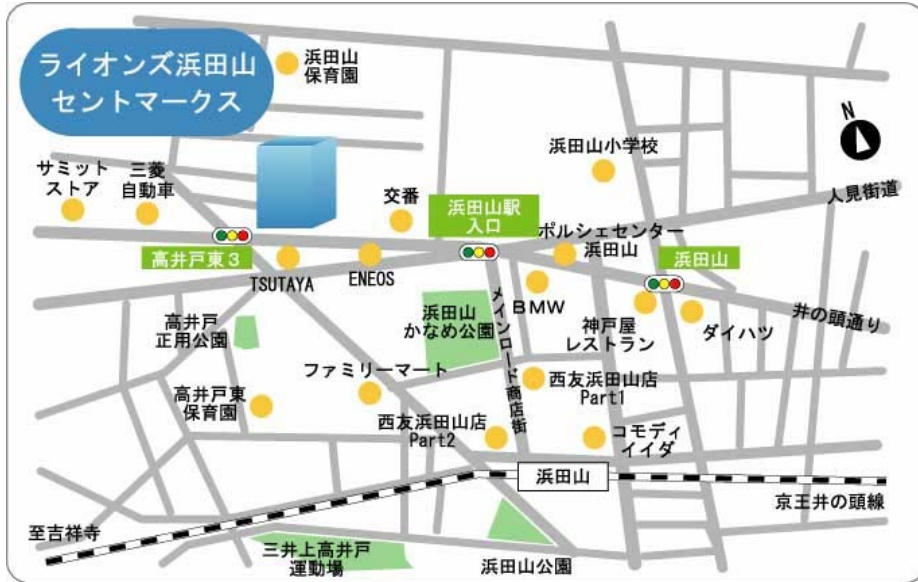 ライオンズ浜田山
セントマークス
浜田山
保育園
N
サミット
ストア
三菱
自動車
交番
浜田山駅
入口
浜田山小学校
人見街道
高井戸東3
TSUTAYA
ENEOS
ポルシェセンター
浜田山
浜田山
高井戸
正用公園
浜田山
かなめ公園
メインロード商店街
BMW
神戸屋
レストラン
ダイハツ
井の頭通り
ファミリーマート
高井戸東
保育園
西友浜田山店
Part1
西友浜田山店
Part2
コモディ
イイダ
浜田山
京王井の頭線
至吉祥寺
三井上高井戸
運動場
浜田山公園